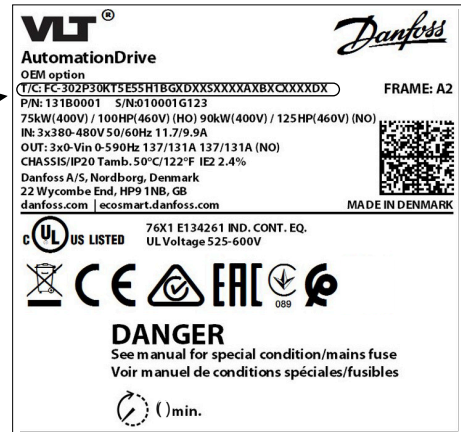 VLT® Danfoss
AutomationDrive
OEM option
T/C: FC-302P30KT5E55H1BGXDXXSXXXXAXBXCXXXXDX FRAME: A2
P/N: 131B0001 S/N:010001G123
75kW(400V) / 100HP(460V) (HO) 90kW(400V) / 125HP(460V) (NO)
IN: 3x380-480V 50/60Hz 11.7/9.9A
OUT: 3x0-Vin 0-590Hz 137/131A 137/131A (NO)
CHASSIS/IP20 Tamb. 50°C/122°F IE2 2.4%
Danfoss A/S, Nordborg, Denmark
22 Wycombe End, HP9 1NB, GB
danfoss.com | ecosmart.danfoss.com MADE IN DENMARK
C UL US LISTED
76X1 E134261 IND. CONT. EQ.
UL Voltage 525-600V
CE EAC
089
DANGER
See manual for special condition/mains fuse
Voir manuel de conditions spéciales/fusibles
( )min.